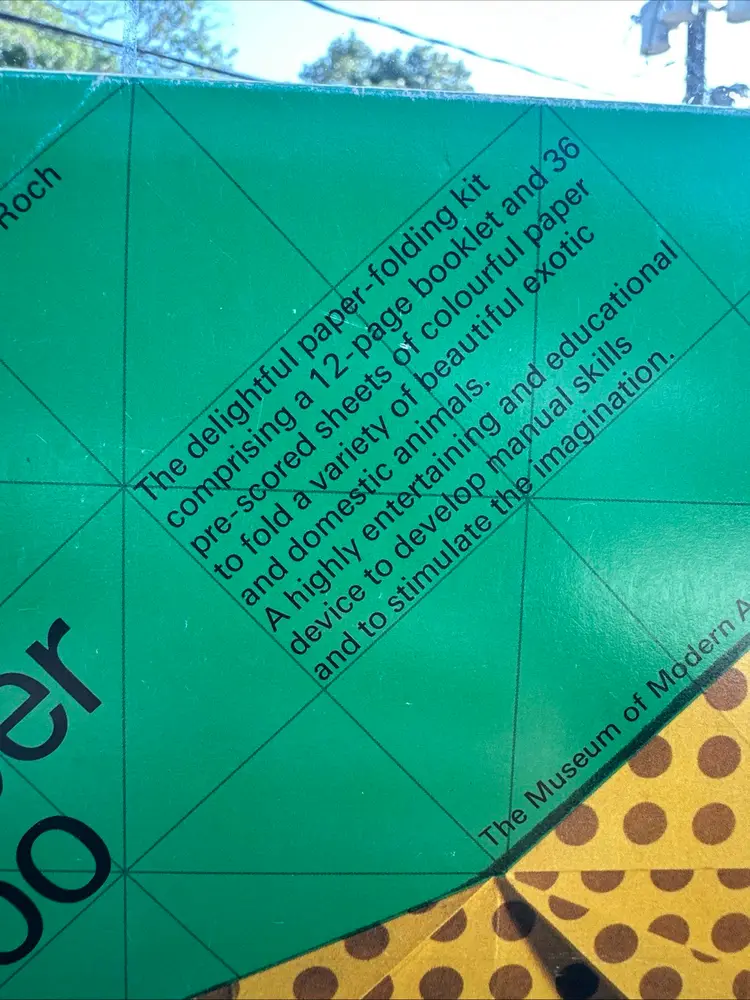 Roch
The delightful paper-folding kit
comprising a 12-page booklet and 36
pre-scored sheets of colourful paper
to fold a variety of beautiful exotic
and domestic animals.
A highly entertaining and educational
device to develop manual skills
and to stimulate the imagination.
er
oo
The Museum of Modern A